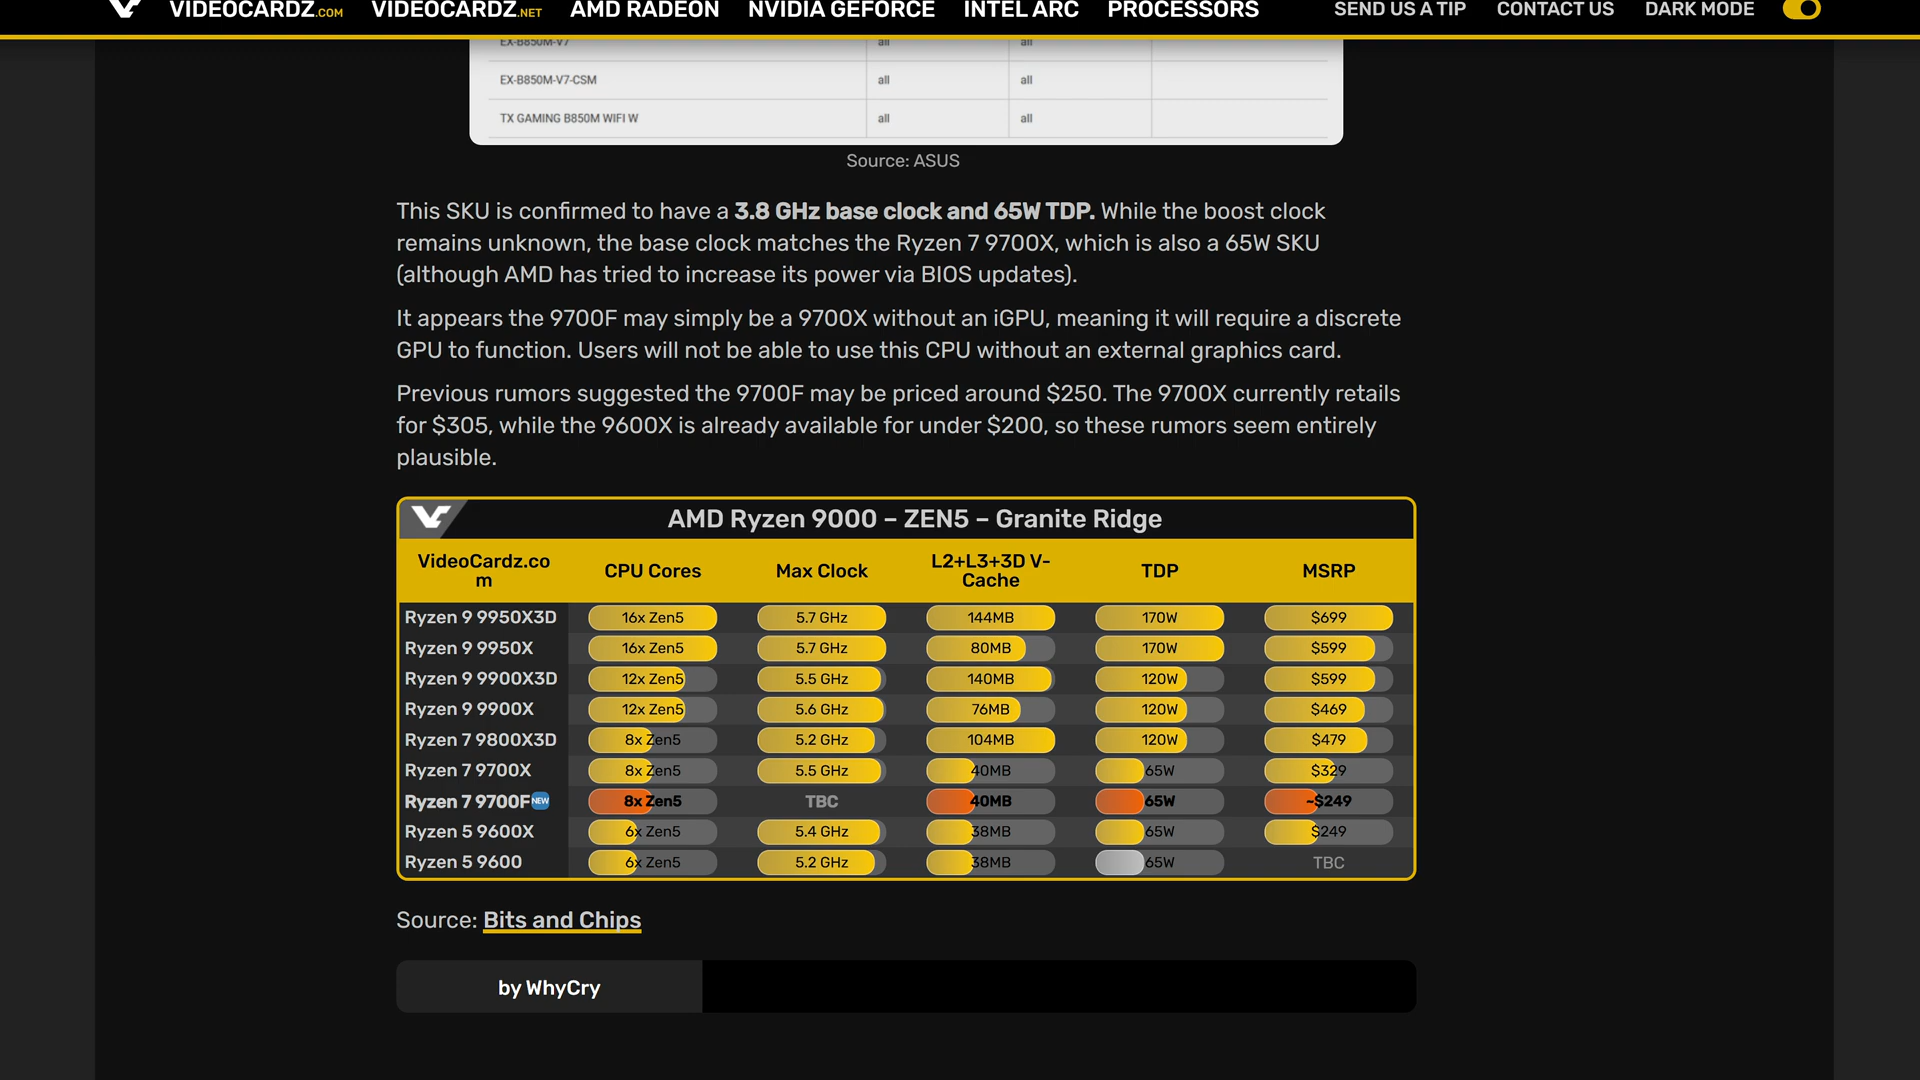 VIDEOCARDZ.COM VIDEOCARDZ.NET AMD RADEON NVIDIA GEFORCE INTEL ARC PROCESSORS SEND US A TIP CONTACT US DARK MODE
EX-B850M-V7 all all
EX-B850M-V7-CSM all all
TX GAMING B850M WIFI W all all
Source: ASUS
This SKU is confirmed to have a 3.8 GHz base clock and 65W TDP. While the boost clock
remains unknown, the base clock matches the Ryzen 7 9700X, which is also a 65W SKU
(although AMD has tried to increase its power via BIOS updates).
It appears the 9700F may simply be a 9700X without an iGPU, meaning it will require a discrete
GPU to function. Users will not be able to use this CPU without an external graphics card.
Previous rumors suggested the 9700F may be priced around $250. The 9700X currently retails
for $305, while the 9600X is already available for under $200, so these rumors seem entirely
plausible.
AMD Ryzen 9000 – ZEN5 – Granite Ridge
VideoCardz.co
m CPU Cores Max Clock L2+L3+3D V-
Cache TDP MSRP
Ryzen 9 9950X3D 16x Zen5 5.7 GHz 144MB 170W $699
Ryzen 9 9950X 16x Zen5 5.7 GHz 80MB 170W $599
Ryzen 9 9900X3D 12x Zen5 5.5 GHz 140MB 120W $599
Ryzen 9 9900X 12x Zen5 5.6 GHz 76MB 120W $469
Ryzen 7 9800X3D 8x Zen5 5.2 GHz 104MB 120W $479
Ryzen 7 9700X 8x Zen5 5.5 GHz 40MB 65W $329
Ryzen 7 9700F NEW 8x Zen5 TBC 40MB 65W ~$249
Ryzen 5 9600X 6x Zen5 5.4 GHz 38MB 65W $249
Ryzen 5 9600 6x Zen5 5.2 GHz 38MB 65W TBC
Source: Bits and Chips
by WhyCry